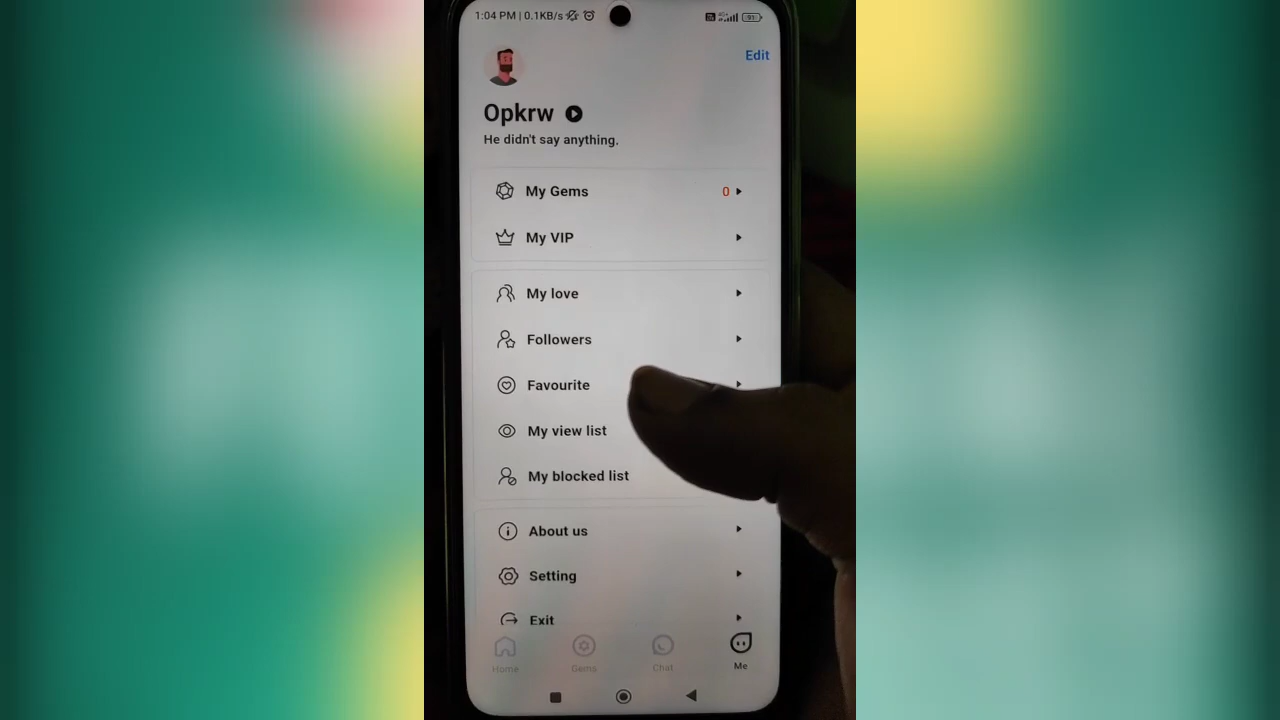 1:04 PM | 0.1KB/s
Edit
Opkrw
He didn't say anything.
My Gems 0
My VIP
My love
Followers
Favourite
My view list
My blocked list
About us
Setting
Exit
Home Gems Chat Me